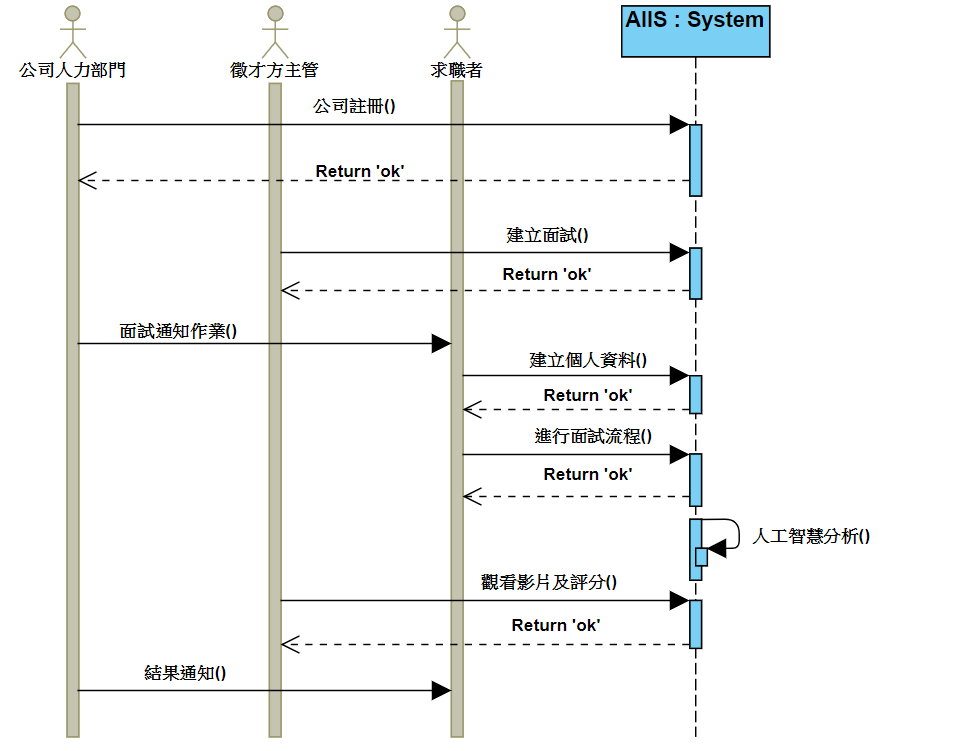 AIIS : System
公司人力部門
徵才方主管
求職者
公司註冊()
Return 'ok'
建立面試()
Return 'ok'
面試通知作業()
建立個人資料()
Return 'ok'
進行面試流程()
Return 'ok'
人工智慧分析()
觀看影片及評分()
Return 'ok'
結果通知()